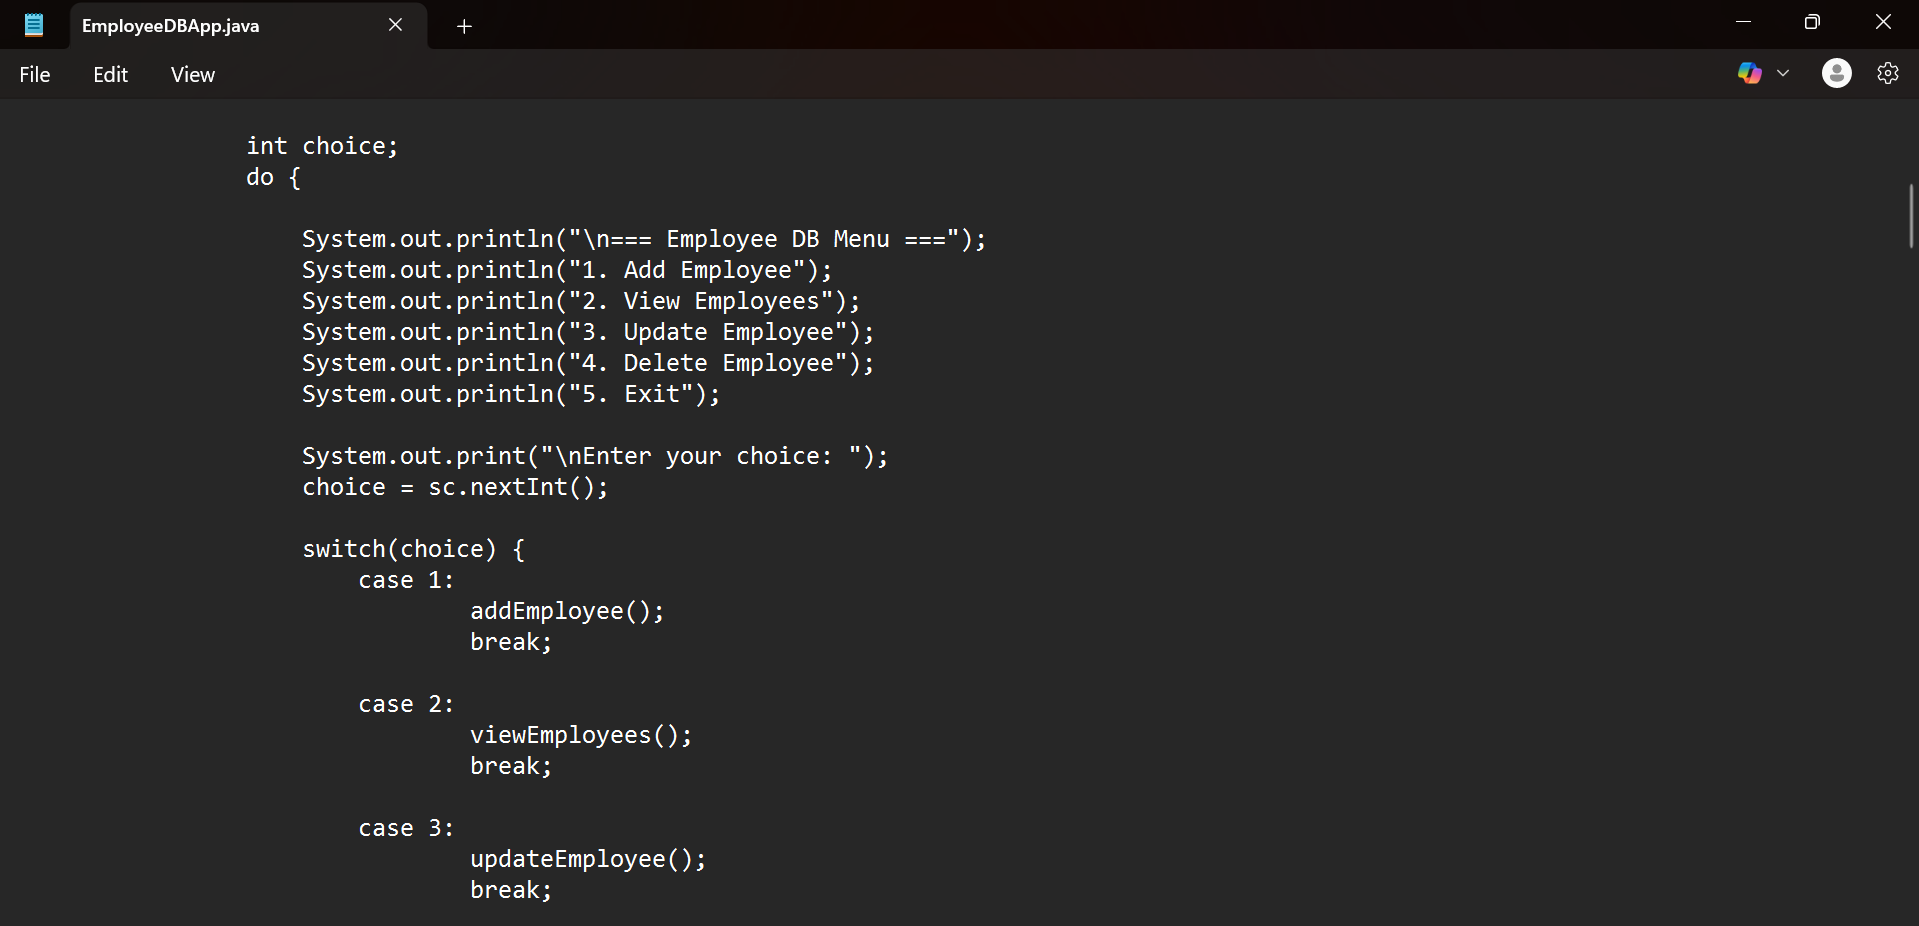 EmployeeDBApp.java
File Edit View
int choice;
do {
System.out.println("\n=== Employee DB Menu ===");
System.out.println("1. Add Employee");
System.out.println("2. View Employees");
System.out.println("3. Update Employee");
System.out.println("4. Delete Employee");
System.out.println("5. Exit");
System.out.print("\nEnter your choice: ");
choice = sc.nextInt();
switch(choice) {
case 1:
addEmployee();
break;
case 2:
viewEmployees();
break;
case 3:
updateEmployee();
break;